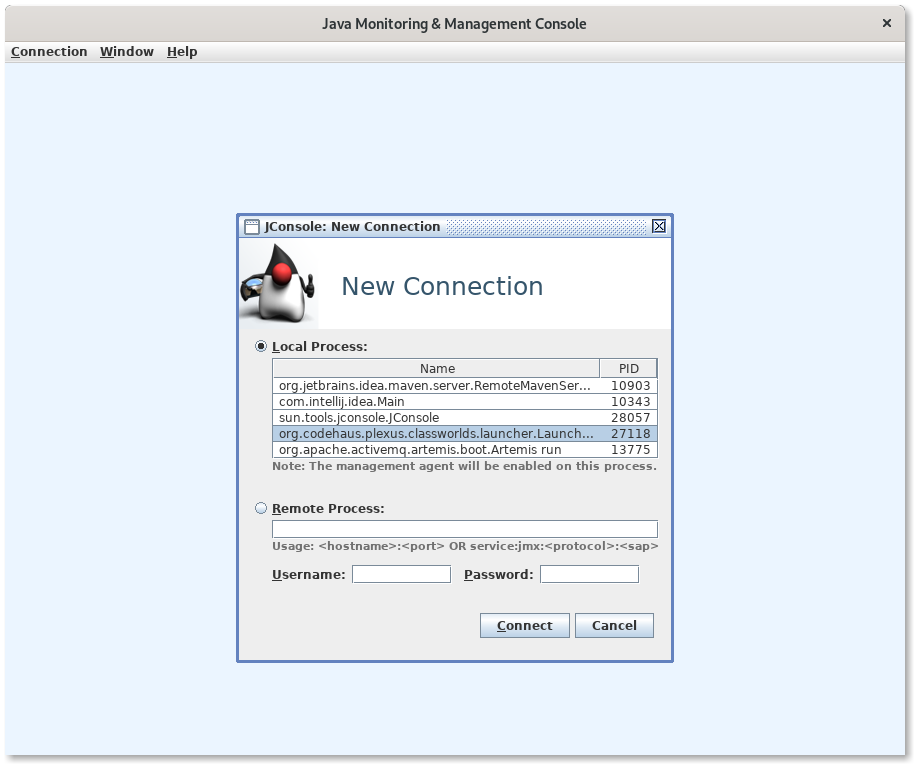 Java Monitoring & Management Console
Connection Window Help
JConsole: New Connection
New Connection
Local Process:
Name PID
org.jetbrains.idea.maven.server.RemoteMavenSer... 10903
com.intellij.idea.Main 10343
sun.tools.jconsole.JConsole 28057
org.codehaus.plexus.classworlds.launcher.Launch... 27118
org.apache.activemq.artemis.boot.Artemis run 13775
Note: The management agent will be enabled on this process.
Remote Process:
Usage: <hostname>:<port> OR service:jmx:<protocol>:<sap>
Username: Password:
Connect Cancel